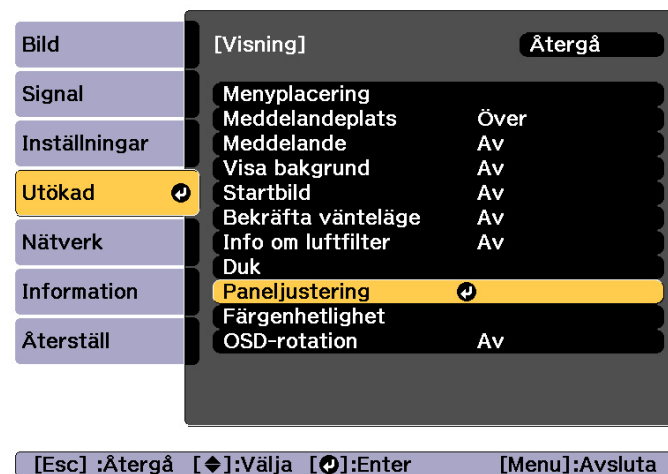 Bild
Signal
Inställningar
Utökad
Nätverk
Information
Återställ
[Visning] Återgå
Menyplacering
Meddelandeplats Över
Meddelande Av
Visa bakgrund Av
Startbild Av
Bekräfta vänteläge Av
Info om luftfilter Av
Duk
Paneljustering
Färgenhetlighet
OSD-rotation Av
[Esc] :Återgå [◆]:Välja [↵]:Enter [Menu]:Avsluta